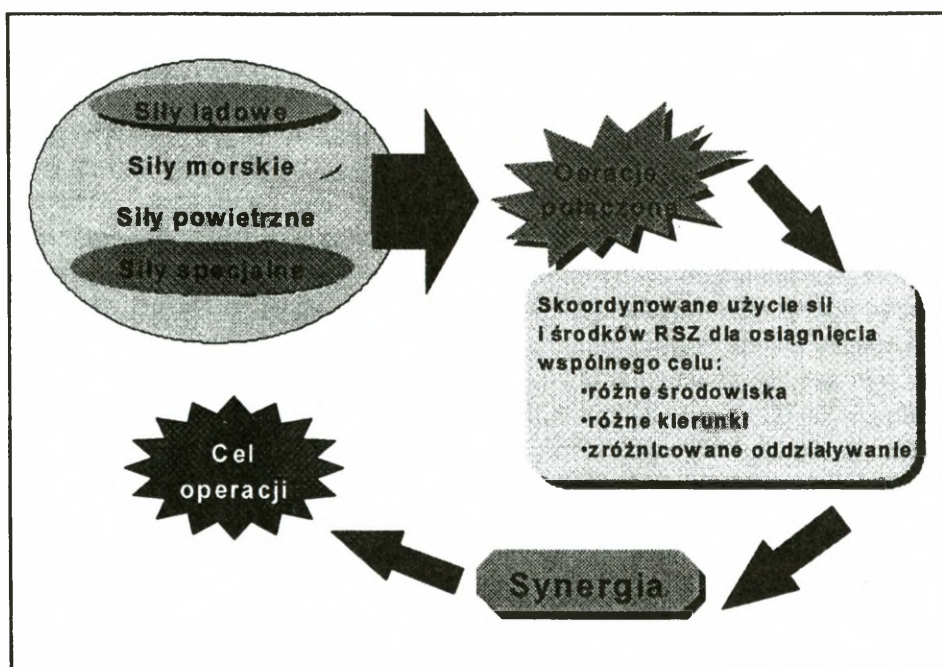 Siły lądowe
Siły morskie
Siły powietrzne
Siły specjalne
Oeracje
połączone
Skoordynowane użycie sił
i środków RSZ dla osiągnięcia
wspólnego celu:
•różne środowiska
•różne kierunki
•zróżnicowane oddziaływanie
Synergia
Cel
operacji